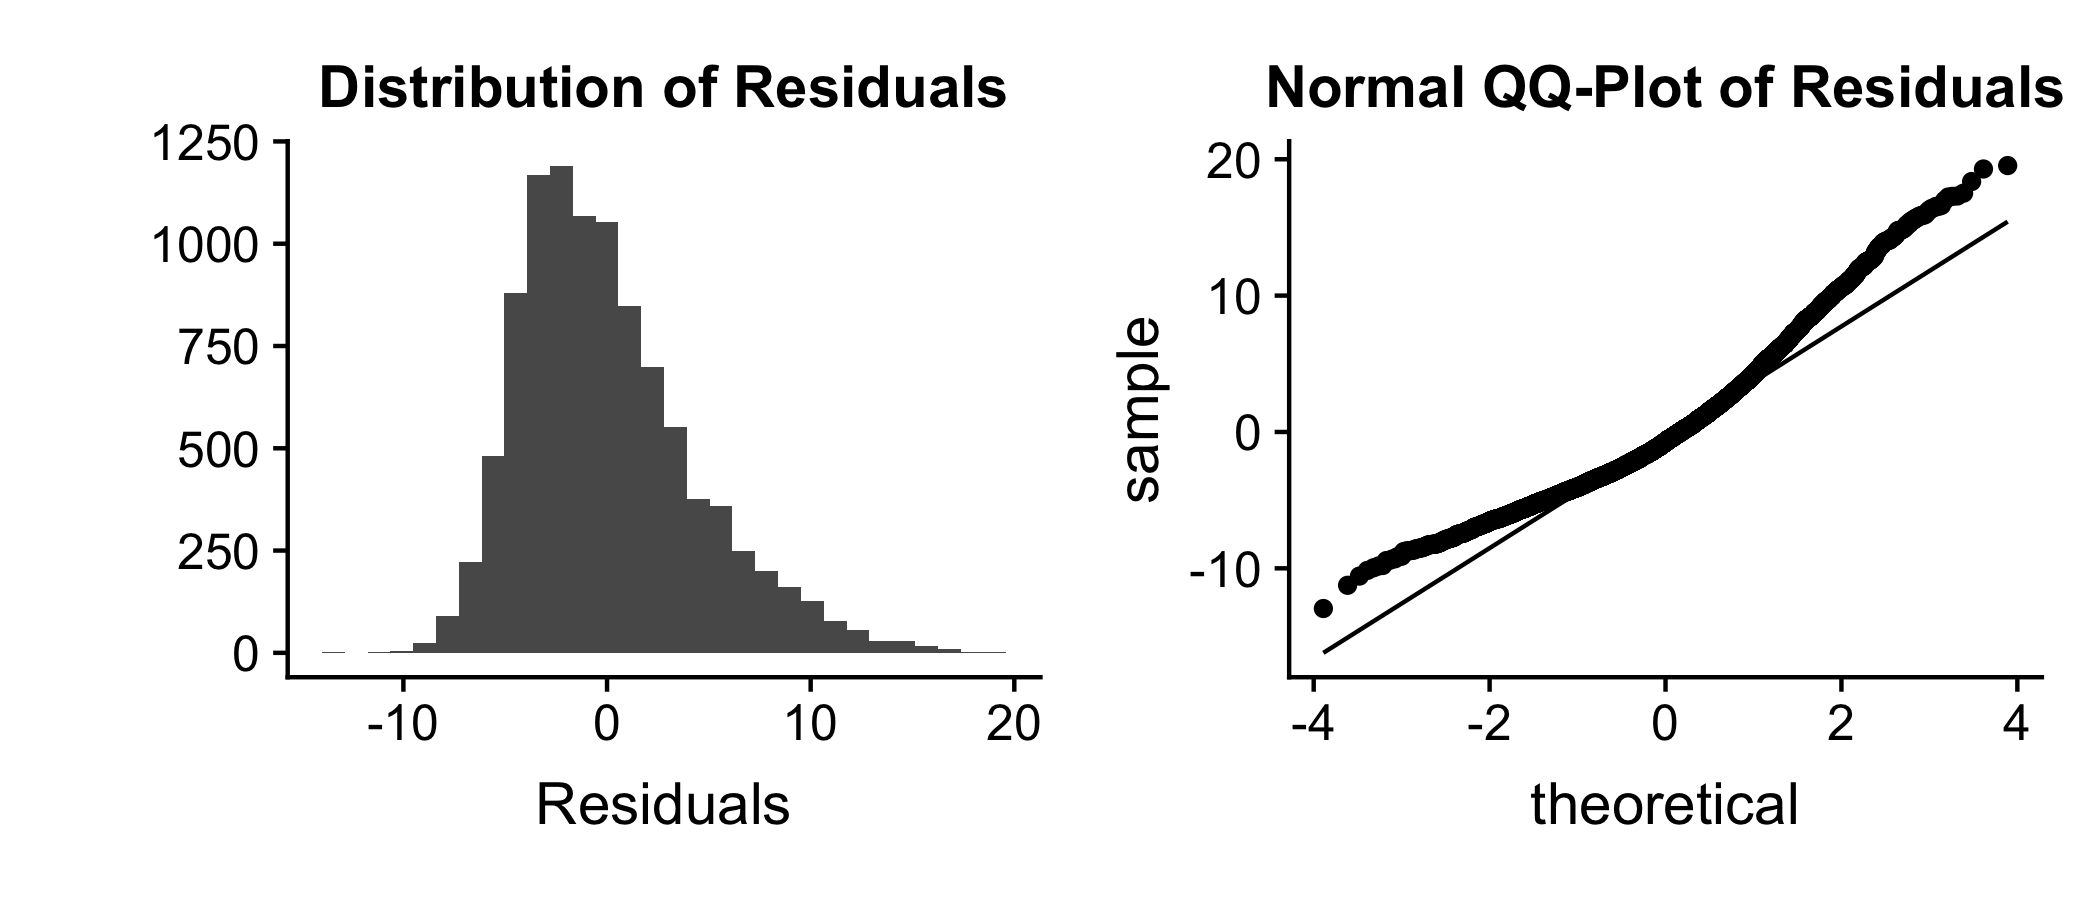 Distribution of Residuals
1250
1000
750
500
250
0
-10 0 10 20
Residuals
Normal QQ-Plot of Residuals
20
10
0
-10
sample
-4 -2 0 2 4
theoretical